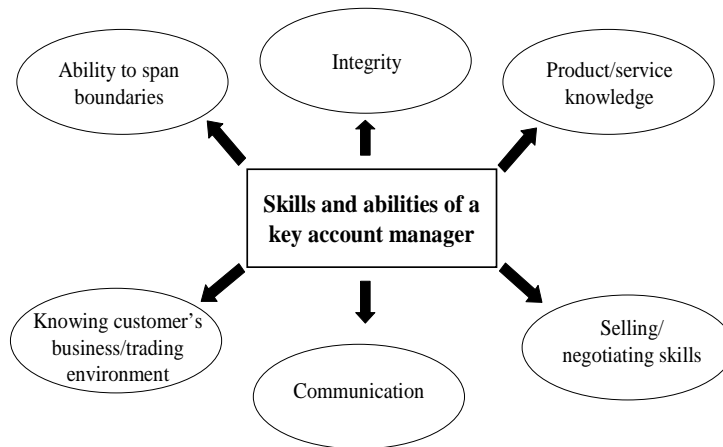 Ability to span
boundaries
Integrity
Product/service
knowledge
Skills and abilities of a
key account manager
Knowing customer’s
business/trading
environment
Communication
Selling/
negotiating skills